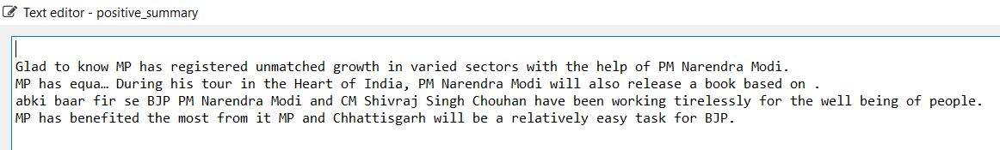 Text editor - positive_summary
Glad to know MP has registered unmatched growth in varied sectors with the help of PM Narendra Modi.
MP has equa… During his tour in the Heart of India, PM Narendra Modi will also release a book based on .
abki baar fir se BJP PM Narendra Modi and CM Shivraj Singh Chouhan have been working tirelessly for the well being of people.
MP has benefited the most from it MP and Chhattisgarh will be a relatively easy task for BJP.